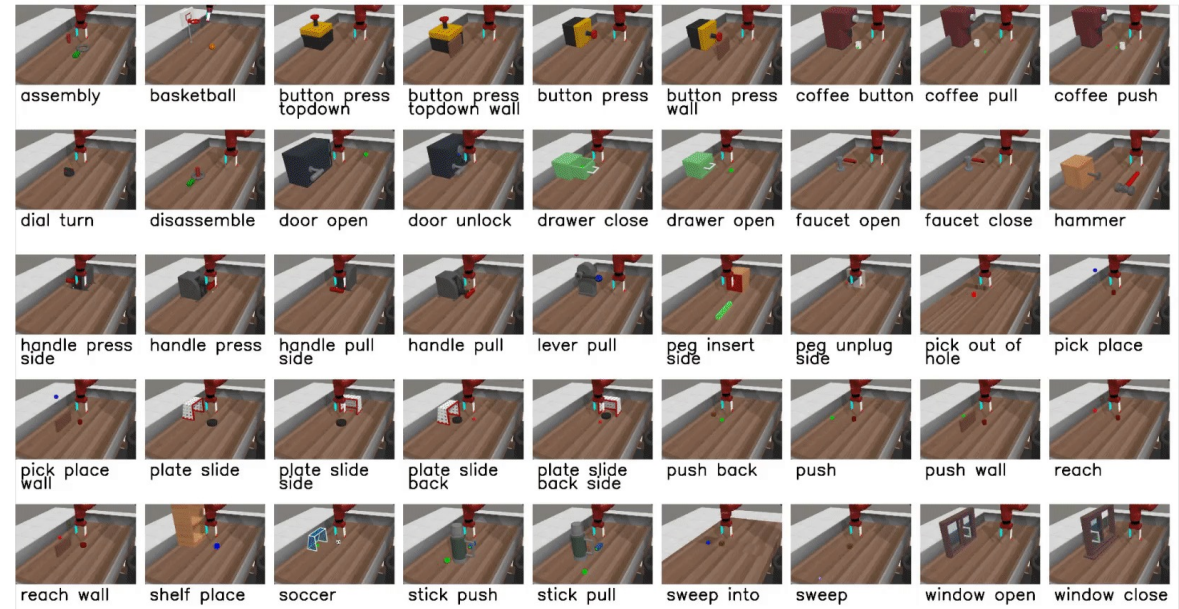 assembly
basketball
button press
topdown
button press
topdown wall
button press
button press
wall
coffee button
coffee pull
coffee push
dial turn
disassemble
door open
door unlock
drawer close
drawer open
faucet open
faucet close
hammer
handle press
side
handle press
handle pull
side
handle pull
lever pull
peg insert
side
peg unplug
side
pick out of
hole
pick place
pick place
wall
plate slide
plate slide
side
plate slide
back
plate slide
back side
push back
push
push wall
reach
reach wall
shelf place
soccer
stick push
stick pull
sweep into
sweep
window open
window close